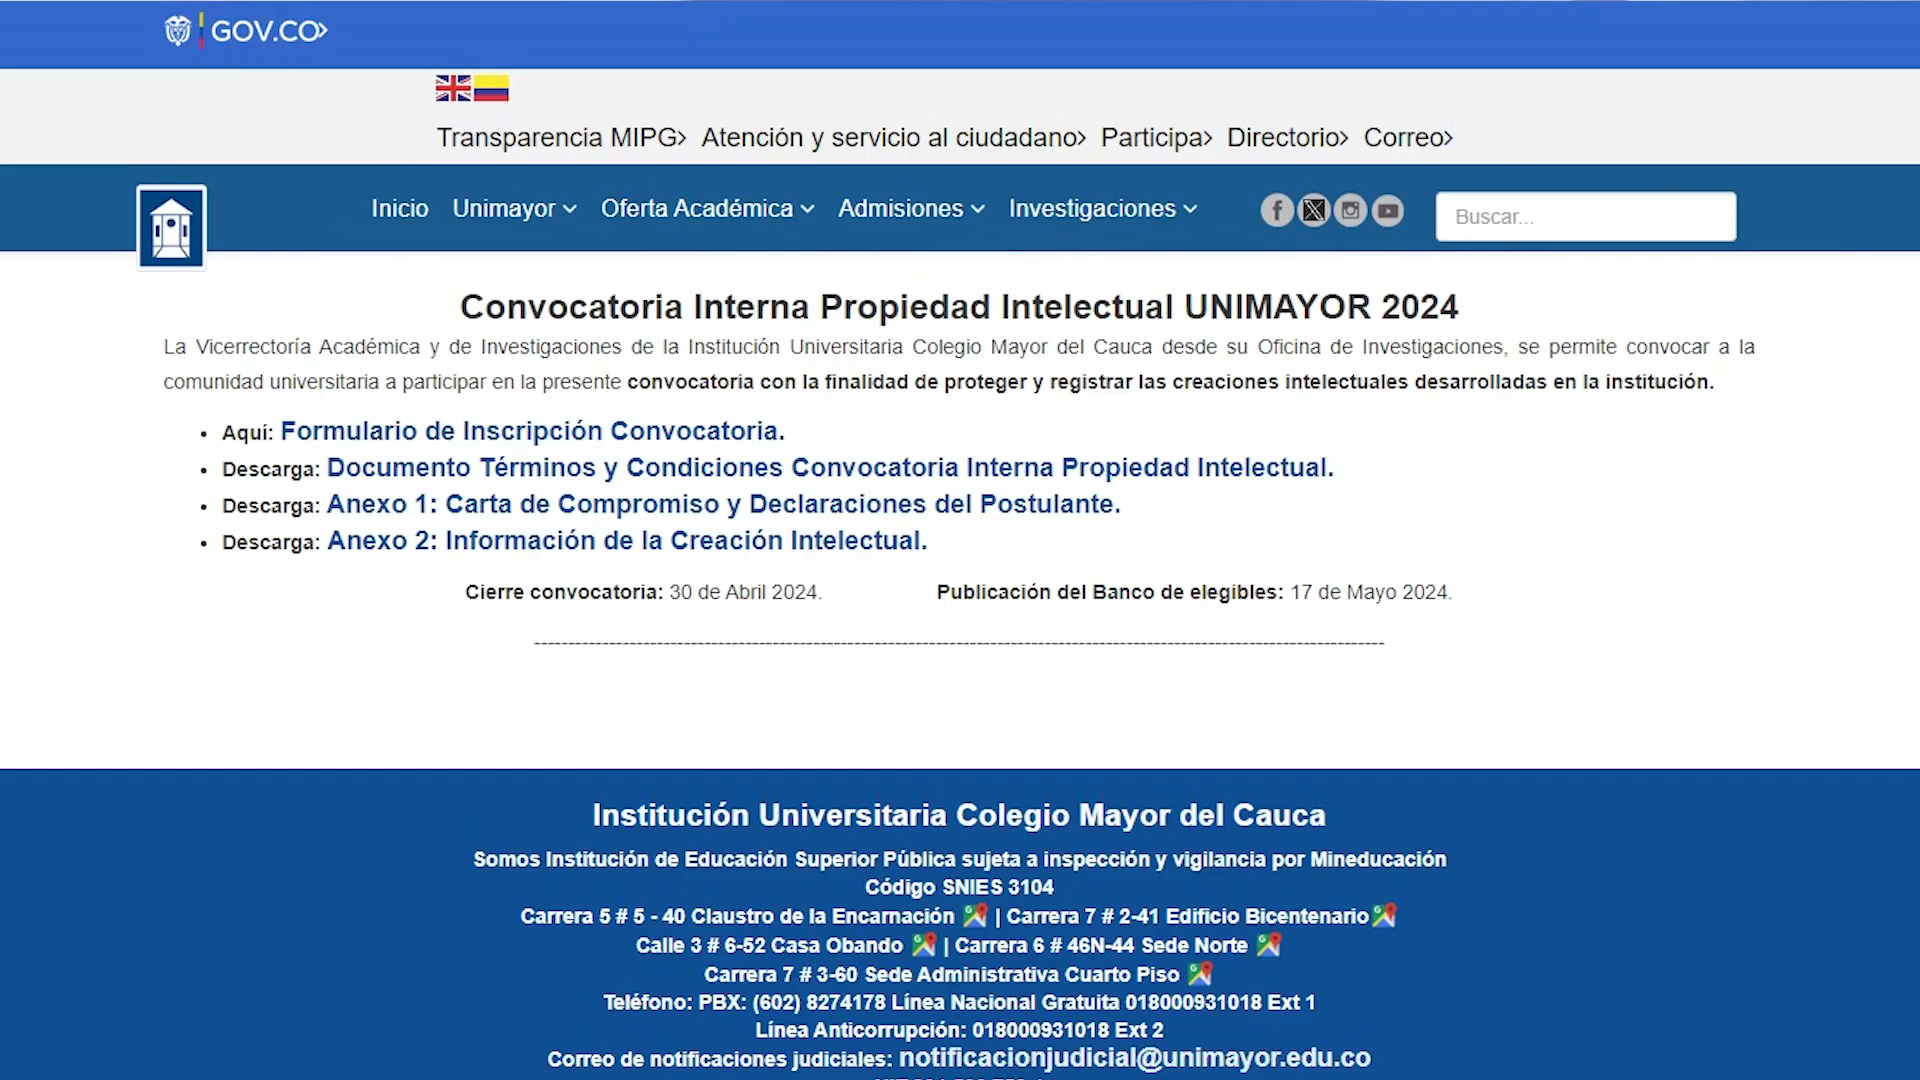 GOV.CO
Transparencia MIPG> Atención y servicio al ciudadano> Participa> Directorio> Correo>
Inicio Unimayor Oferta Académica Admisiones Investigaciones Buscar...
Convocatoria Interna Propiedad Intelectual UNIMAYOR 2024
La Vicerrectoría Académica y de Investigaciones de la Institución Universitaria Colegio Mayor del Cauca desde su Oficina de Investigaciones, se permite convocar a la
comunidad universitaria a participar en la presente convocatoria con la finalidad de proteger y registrar las creaciones intelectuales desarrolladas en la institución.
• Aquí: Formulario de Inscripción Convocatoria.
• Descarga: Documento Términos y Condiciones Convocatoria Interna Propiedad Intelectual.
• Descarga: Anexo 1: Carta de Compromiso y Declaraciones del Postulante.
• Descarga: Anexo 2: Información de la Creación Intelectual.
Cierre convocatoria: 30 de Abril 2024. Publicación del Banco de elegibles: 17 de Mayo 2024.
Institución Universitaria Colegio Mayor del Cauca
Somos Institución de Educación Superior Pública sujeta a inspección y vigilancia por Mineducación
Código SNIES 3104
Carrera 5 # 5 - 40 Claustro de la Encarnación | Carrera 7 # 2-41 Edificio Bicentenario
Calle 3 # 6-52 Casa Obando | Carrera 6 # 46N-44 Sede Norte
Carrera 7 # 3-60 Sede Administrativa Cuarto Piso
Teléfono: PBX: (602) 8274178 Línea Nacional Gratuita 018000931018 Ext 1
Línea Anticorrupción: 018000931018 Ext 2
Correo de notificaciones judiciales: notificacionjudicial@unimayor.edu.co